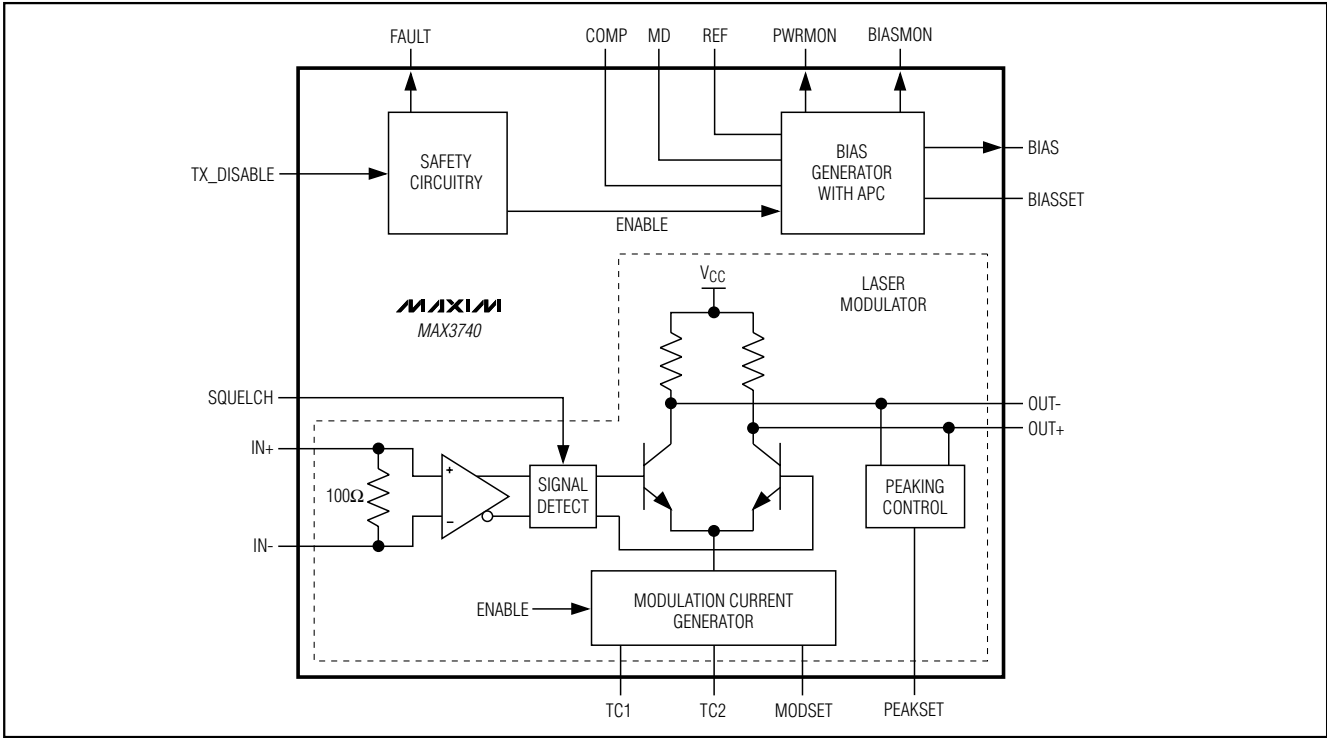 FAULT
COMP
MD
REF
PWRMON
BIASMON
SAFETY
CIRCUITRY
BIAS
GENERATOR
WITH APC
TX_DISABLE
BIAS
BIASSET
ENABLE
VCC
LASER
MODULATOR
MAXIM
MAX3740
SQUELCH
OUT-
OUT+
IN+
100Ω
+
−
SIGNAL
DETECT
PEAKING
CONTROL
IN-
ENABLE
MODULATION CURRENT
GENERATOR
TC1
TC2
MODSET
PEAKSET